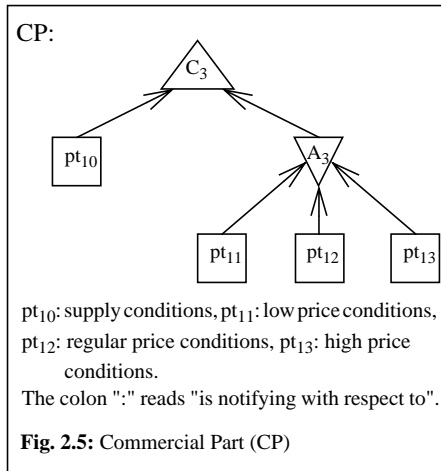 CP:
C3
pt10
A3
pt11 pt12 pt13
pt10: supply conditions, pt11: low price conditions,
pt12: regular price conditions, pt13: high price
conditions.
The colon ":" reads "is notifying with respect to".
Fig. 2.5: Commercial Part (CP)